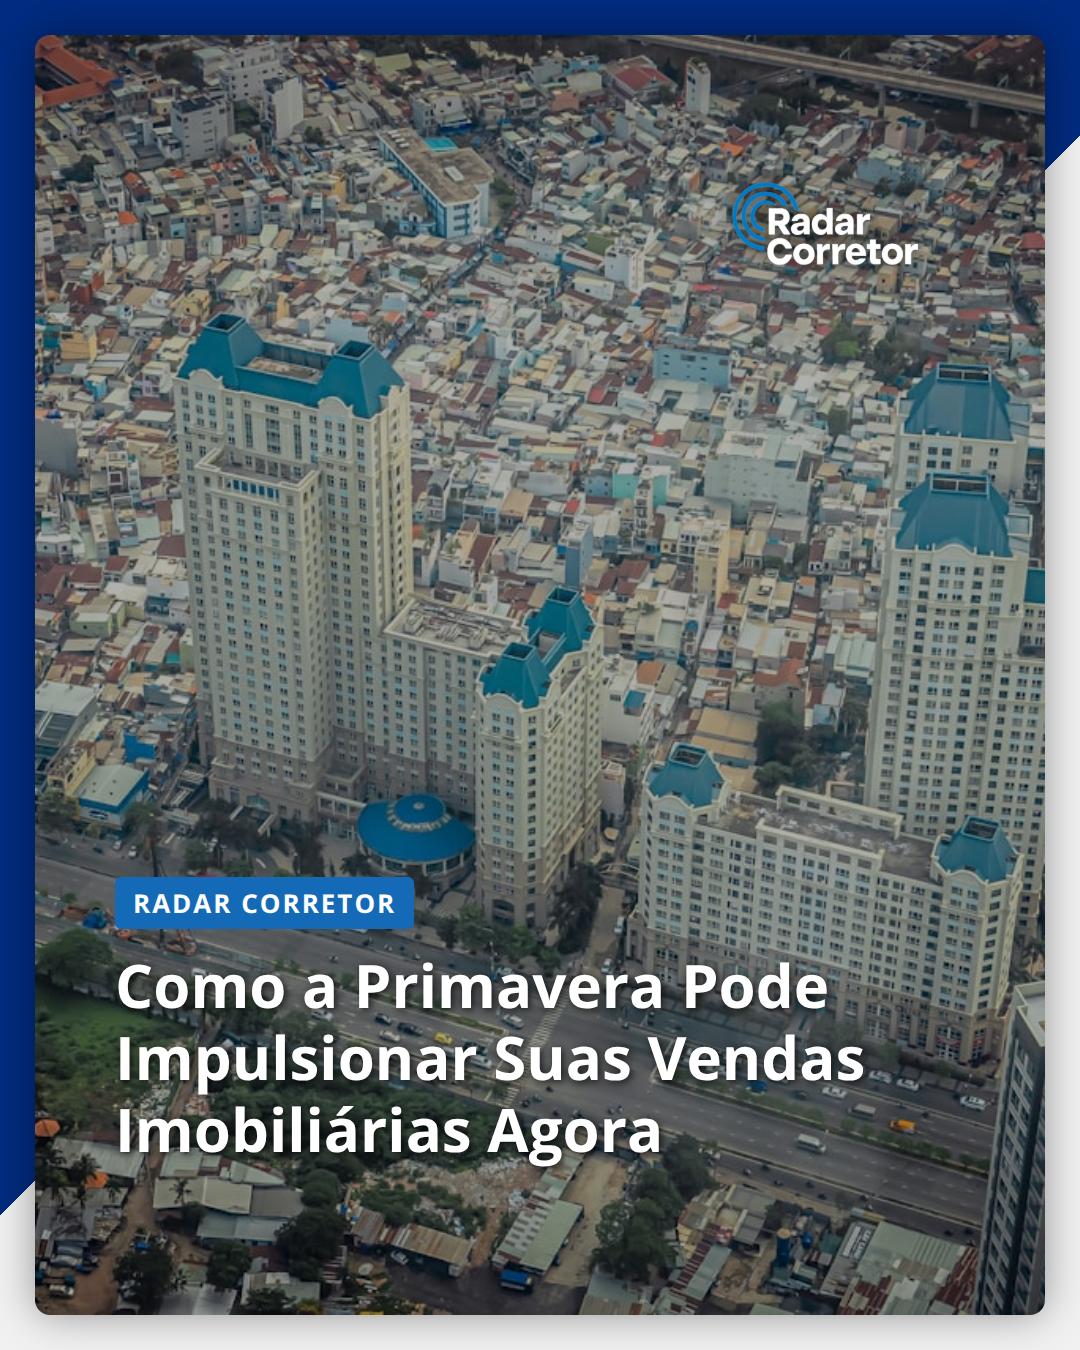 Radar
Corretor
RADAR CORRETOR
Como a Primavera Pode
Impulsionar Suas Vendas
Imobiliárias Agora